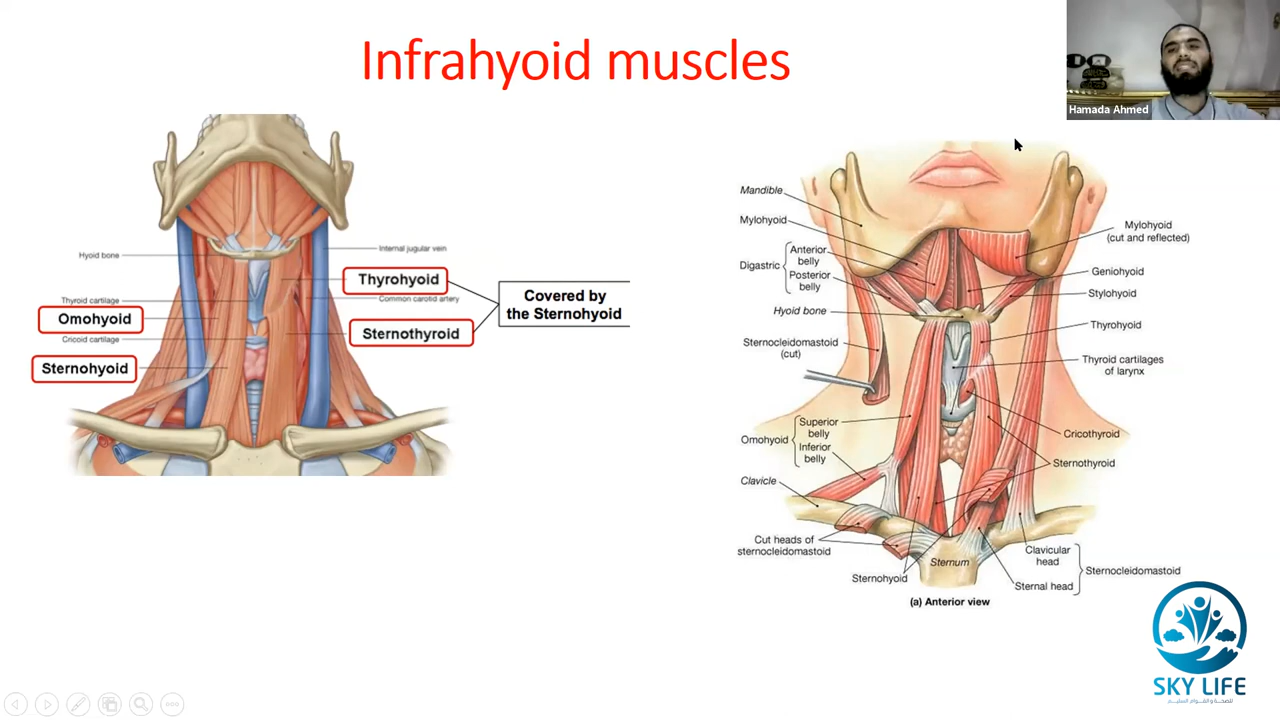 Infrahyoid muscles
Hamada Ahmed
Hyoid bone
Thyroid cartilage
Omohyoid
Cricoid cartilage
Sternohyoid
Internal jugular vein
Thyrohyoid
Common carotid artery
Sternothyroid
Covered by
the Sternohyoid
Mandible
Mylohyoid
Digastric
Anterior
belly
Posterior
belly
Hyoid bone
Sternocleidomastoid
(cut)
Omohyoid
Superior
belly
Inferior
belly
Clavicle
Cut heads of
sternocleidomastoid
Sternohyoid
Sternum
Mylohyoid
(cut and reflected)
Geniohyoid
Stylohyoid
Thyrohyoid
Thyroid cartilages
of larynx
Cricothyroid
Sternothyroid
Clavicular
head
Sternal head
Sternocleidomastoid
(a) Anterior view
SKY LIFE
للصحة و القوام السليم